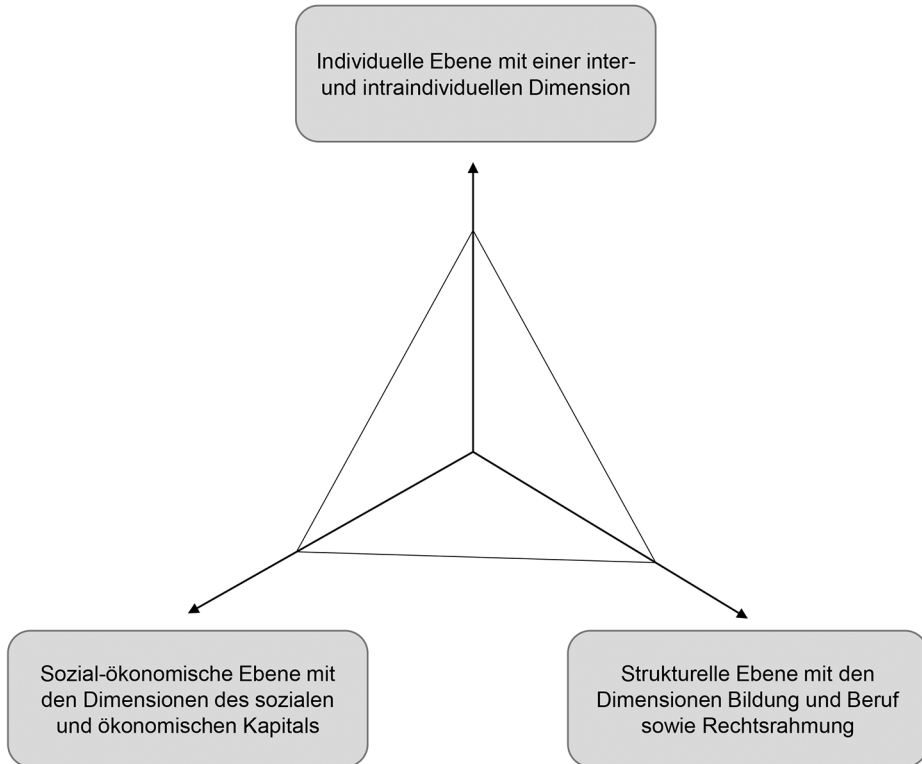 Individuelle Ebene mit einer inter-
und intraindividuellen Dimension
Sozial-ökonomische Ebene mit
den Dimensionen des sozialen
und ökonomischen Kapitals
Strukturelle Ebene mit den
Dimensionen Bildung und Beruf
sowie Rechtsrahmung